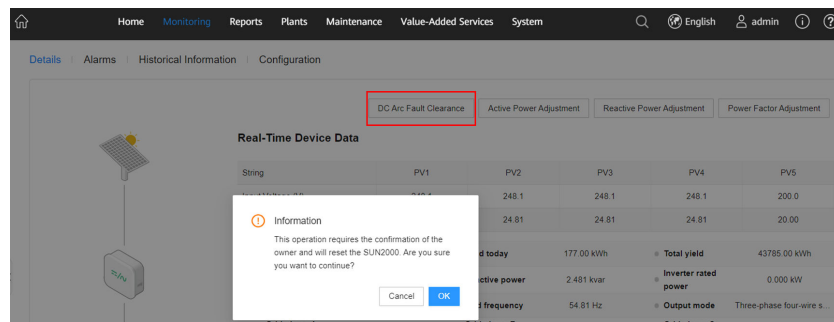 Home Monitoring Reports Plants Maintenance Value-Added Services System English admin
Details Alarms Historical Information Configuration
DC Arc Fault Clearance Active Power Adjustment Reactive Power Adjustment Power Factor Adjustment
Real-Time Device Data
String PV1 PV2 PV3 PV4 PV5
248.1 248.1 248.1 200.0
24.81 24.81 24.81 20.00
Information
This operation requires the confirmation of the
owner and will reset the SUN2000. Are you sure
you want to continue?
Cancel OK
d today 177.00 kWh Total yield 43785.00 kWh
active power 2.481 kvar Inverter rated
power 0.000 kW
d frequency 54.81 Hz Output mode Three-phase four-wire s...